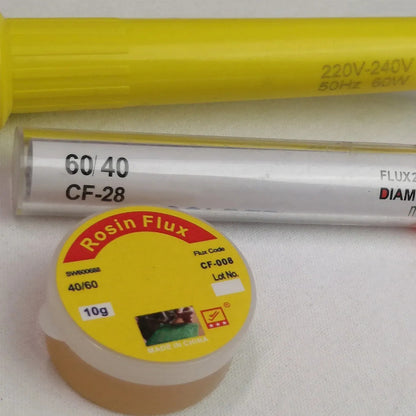 220V-240V
50Hz 60W
60/40
CF-28
FLUX2
DIAM
Rosin Flux
Flux Code
CF-008
Lot No.
40/60
10g
MADE IN CHINA